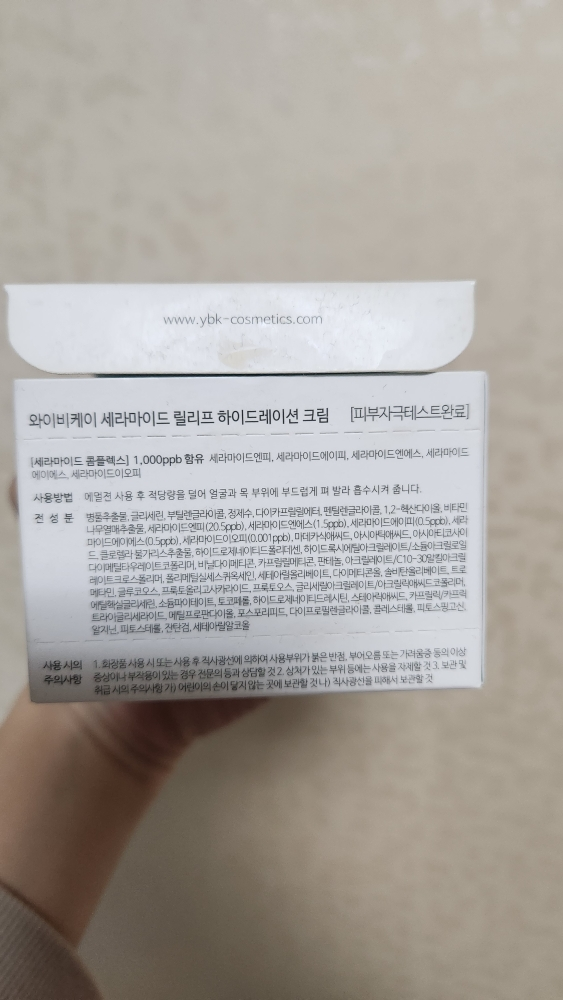 www.ybk-cosmetics.com
와이비케이 세라마이드 릴리프 하이드레이션 크림 [피부자극테스트완료]
[세라마이드 콤플렉스] 1,000ppb 함유 세라마이드엔피, 세라마이드에이피, 세라마이드엔에스, 세라마이드
에이에스, 세라마이드이오피
사용방법 에멀전 사용 후 적당량을 덜어 얼굴과 목 부위에 부드럽게 펴 발라 흡수시켜 줍니다.
전 성 분 병풀추출물, 글리세린, 부틸렌글라이콜, 정제수, 다이카프릴릴에터, 펜틸렌글라이콜, 1,2-헥산다이올, 비타민
나무열매추출물, 세라마이드엔피(20.5ppb), 세라마이드엔에스(1.5ppb), 세라마이드에이피(0.5ppb), 세라
마이드에이에스(0.5ppb), 세라마이드이오피(0.001ppb), 마데카식애씨드, 아시아틱애씨드, 아시아티코사이
드, 클로렐라 불가리스추출물, 하이드로제네이티드폴리데센, 하이드록시에틸아크릴레이트/소듐아크릴로일
다이메틸타우레이트코폴리머, 비닐다이메티콘, 카프릴릴메티콘, 판테놀, 아크릴레이트/C10-30알킬아크릴
레이트크로스폴리머, 폴리메틸실세스퀴옥세인, 세테아릴올리베이트, 다이메티콘올, 솔비탄올리베이트, 트로
메타민, 글루코오스, 프룩토올리고사카라이드, 프룩토오스, 글리세릴아크릴레이트/아크릴릭애씨드코폴리머,
에틸헥실글리세린, 소듐파이테이트, 토코페롤, 하이드로제네이티드레시틴, 스테아릭애씨드, 카프릴릭/카프릭
트라이글리세라이드, 메틸프로판다이올, 포스포리피드, 다이프로필렌글라이콜, 콜레스테롤, 피토스핑고신,
알지닌, 피토스테롤, 잔탄검, 세테아릴알코올
사용 시의 1. 화장품 사용 시 또는 사용 후 직사광선에 의하여 사용부위가 붉은 반점, 부어오름 또는 가려움증 등의 이상
주의사항 증상이나 부작용이 있는 경우 전문의 등과 상담할 것 2. 상처가 있는 부위 등에는 사용을 자제할 것 3. 보관 및
취급 시의 주의사항 가) 어린이의 손이 닿지 않는 곳에 보관할 것 나) 직사광선을 피해서 보관할 것